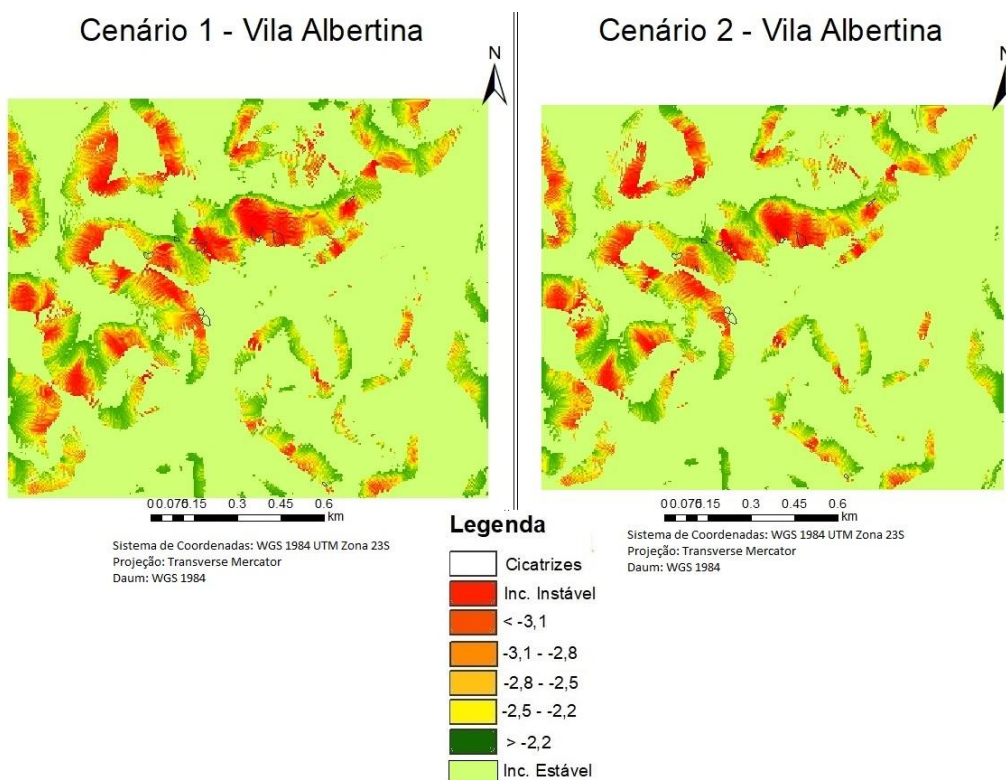 Cenário 1 - Vila Albertina
Cenário 2 - Vila Albertina
N
N
0 0.075 0.15 0.3 0.45 0.6
km
0 0.075 0.15 0.3 0.45 0.6
km
Sistema de Coordenadas: WGS 1984 UTM Zona 23S
Projeção: Transverse Mercator
Daum: WGS 1984
Sistema de Coordenadas: WGS 1984 UTM Zona 23S
Projeção: Transverse Mercator
Daum: WGS 1984
Legenda
Cicatrizes
Inc. Instável
< -3,1
-3,1 - -2,8
-2,8 - -2,5
-2,5 - -2,2
> -2,2
Inc. Estável